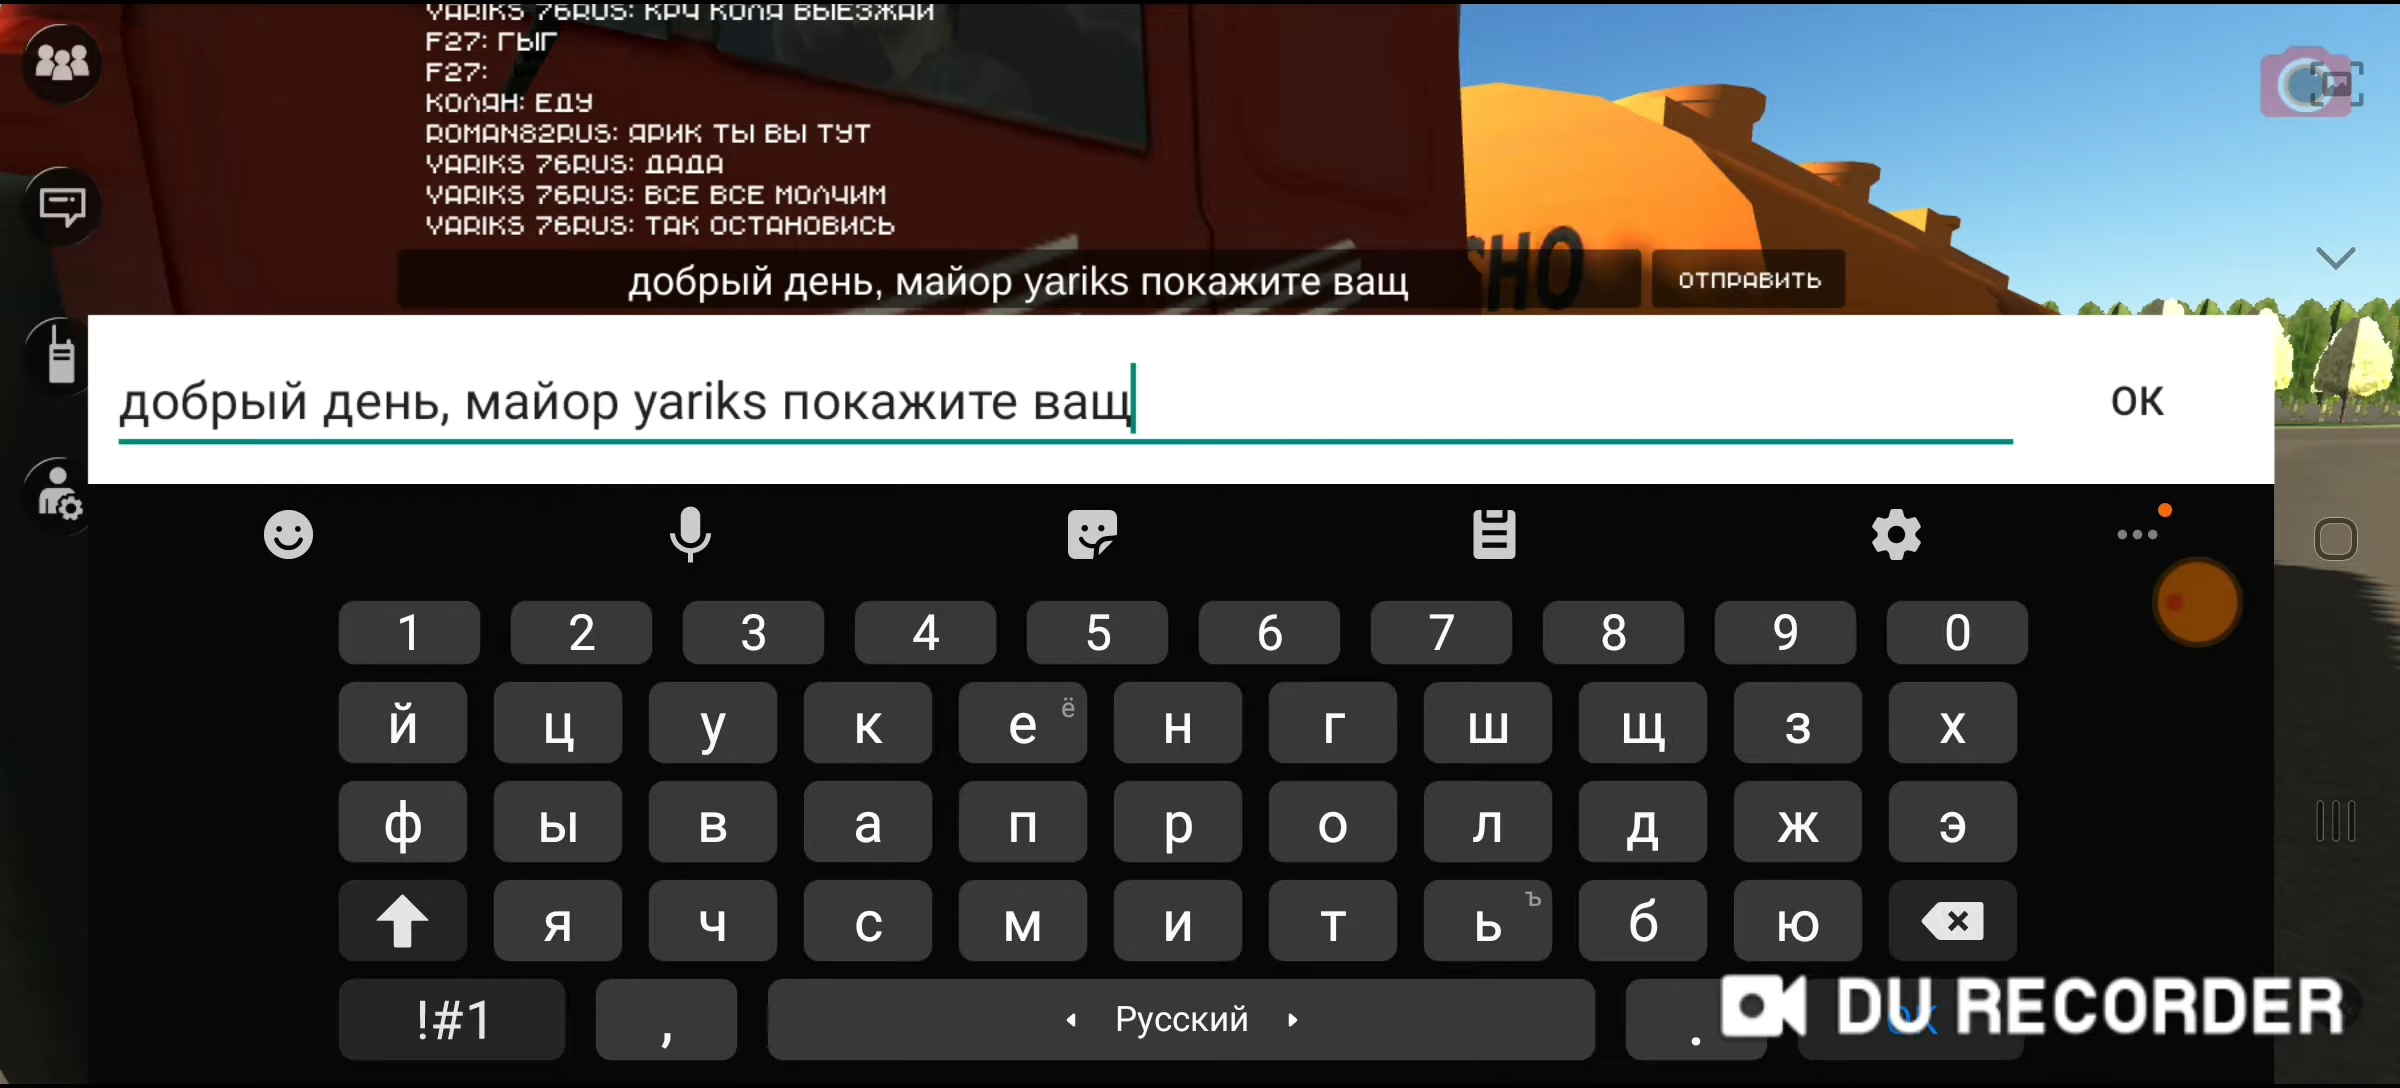 YARIKS 76RUS: КРЧ КОЛЯ ВЫЕЗЖАЙ
F27: ГЫГ
F27:
КОЛЯН: ЕДУ
ROMAN82RUS: ЯРИК ТЫ ВЫ ТУТ
YARIKS 76RUS: ДАДА
YARIKS 76RUS: ВСЕ ВСЕ МОЛЧИМ
YARIKS 76RUS: ТАК ОСТАНОВИСЬ
добрый день, майор yariks покажите ващ
ОТПРАВИТЬ
добрый день, майор yariks покажите ващ
ОК
1 2 3 4 5 6 7 8 9 0
й ц у к е ё н г ш щ з х
ф ы в а п р о л д ж э
я ч с м и т ь ъ б ю
!#1 , Русский . ОК
DU RECORDER